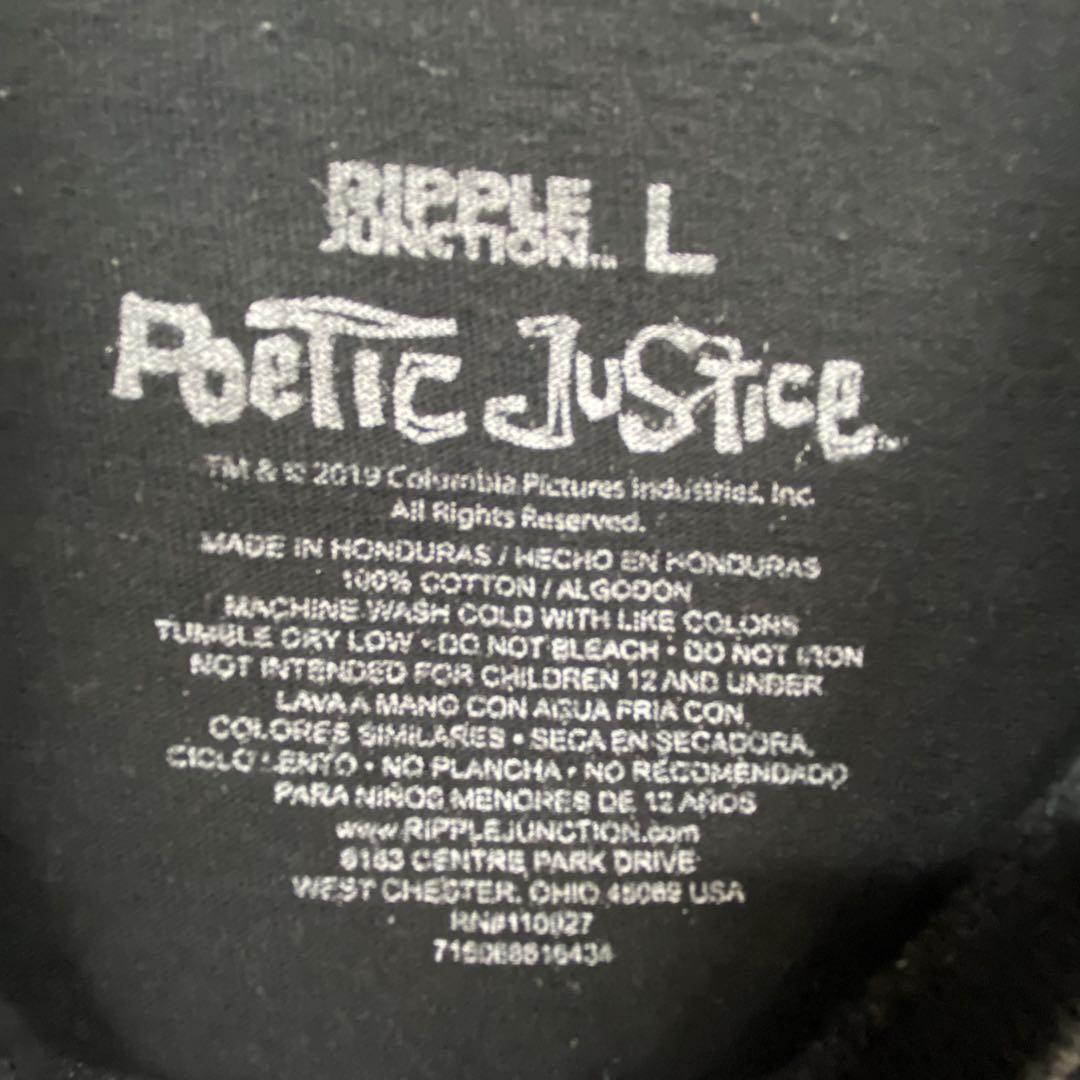 RIPPLE L
JUNCTION
POETIC JUSTICE
TM & © 2019 Columbia Pictures Industries, Inc.
All Rights Reserved.
MADE IN HONDURAS / HECHO EN HONDURAS
100% COTTON / ALGODON
MACHINE WASH COLD WITH LIKE COLORS
TUMBLE DRY LOW • DO NOT BLEACH • DO NOT IRON
NOT INTENDED FOR CHILDREN 12 AND UNDER
LAVA A MANO CON AGUA FRIA CON
COLORES SIMILARES • SECA EN SECADORA,
CICLO LENTO • NO PLANCHA • NO RECOMENDADO
PARA NIÑOS MENORES DE 12 AÑOS
www.RIPPLEJUNCTION.com
CENTRE PARK DRIVE
WEST CHESTER, OHIO 45069 USA
RN#110927